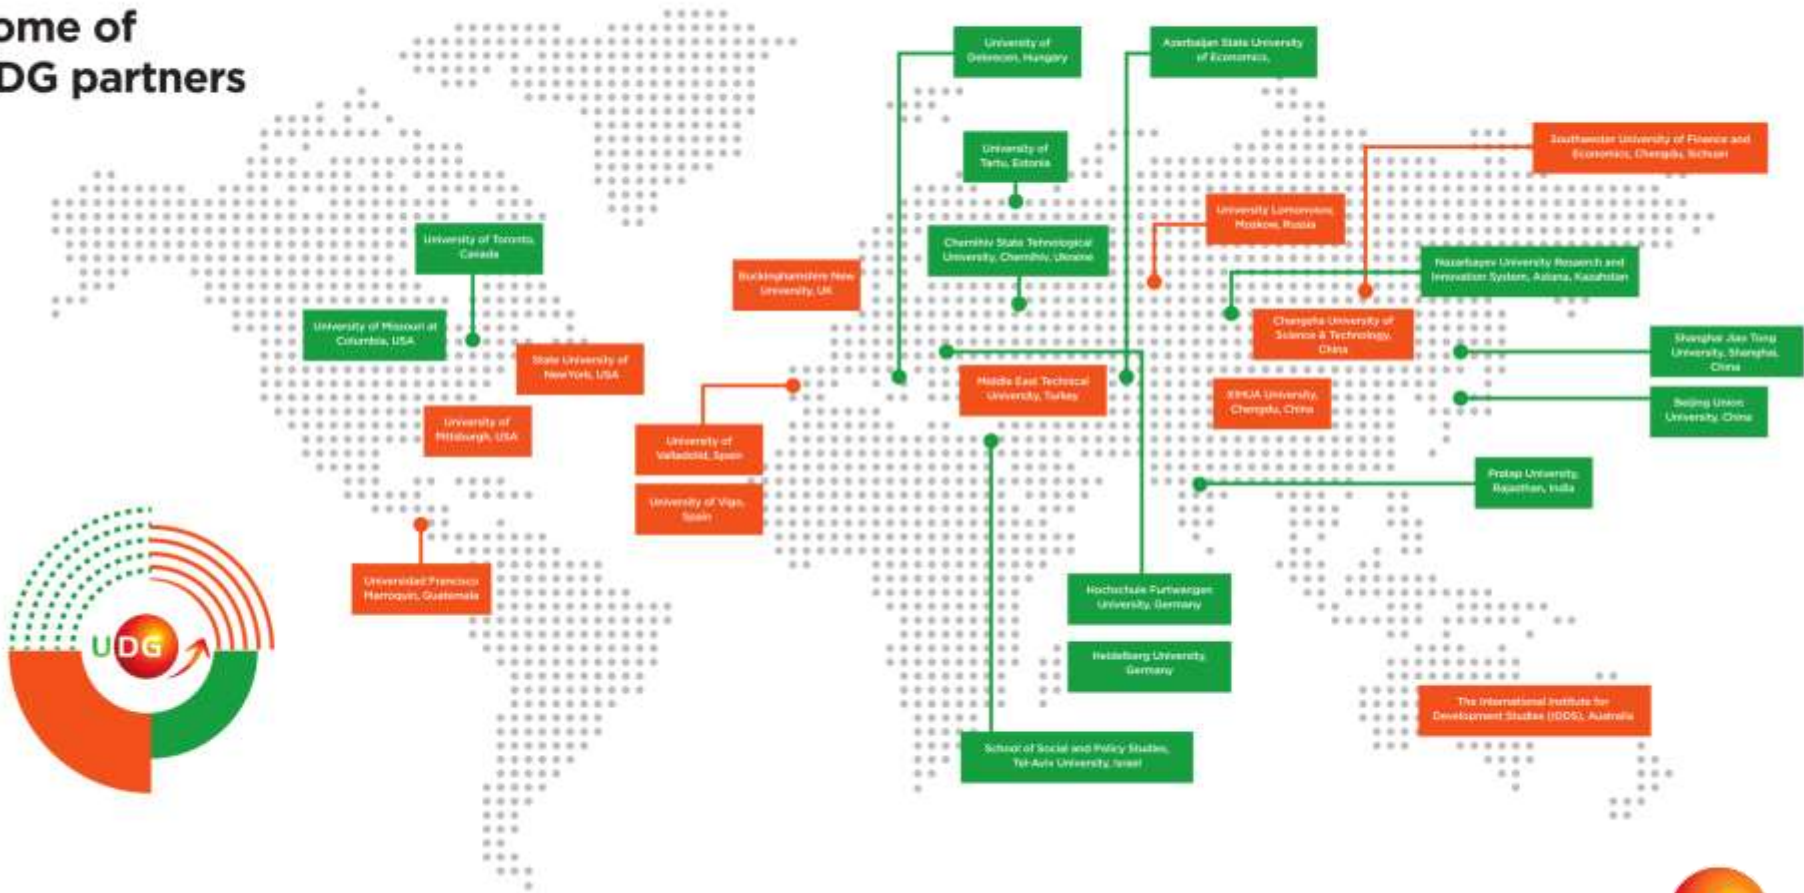 ome of
DG partners
University of
Debrecen, Hungary
Azerbaijan State University
of Economics,
University of
Tartu, Estonia
Southwester University of Finence and
Economics, Chengdu, Sichuan
University Lomonosov,
Moskow, Russia
University of Toronto,
Canada
Chernihiv State Tehnological
University, Chernihiv, Ukraine
Nazarbayev University Research and
Innovation System, Astana, Kazahstan
Buckinghamshire New
University, UK
University of Missouri at
Columbia, USA
Changsha University of
Science & Technology,
China
Shanghai Jiao Tong
University, Shanghai,
China
State University of
NewYork, USA
Middle East Technical
University, Turkey
XIHUA University,
Chengdu, China
Beijing Union
University, China
University of
Pittsburgh, USA
University of
Valladolid, Spain
Pratap University,
Rajasthan, India
University of Vigo,
Spain
Universidad Francisco
Marroquin, Guatemala
Hochschule Furtwangen
University, Germany
UDG
Heidelberg University,
Germany
The International Institute for
Development Studies (IIDS), Australia
School of Social and Policy Studies,
Tel-Aviv University, Israel